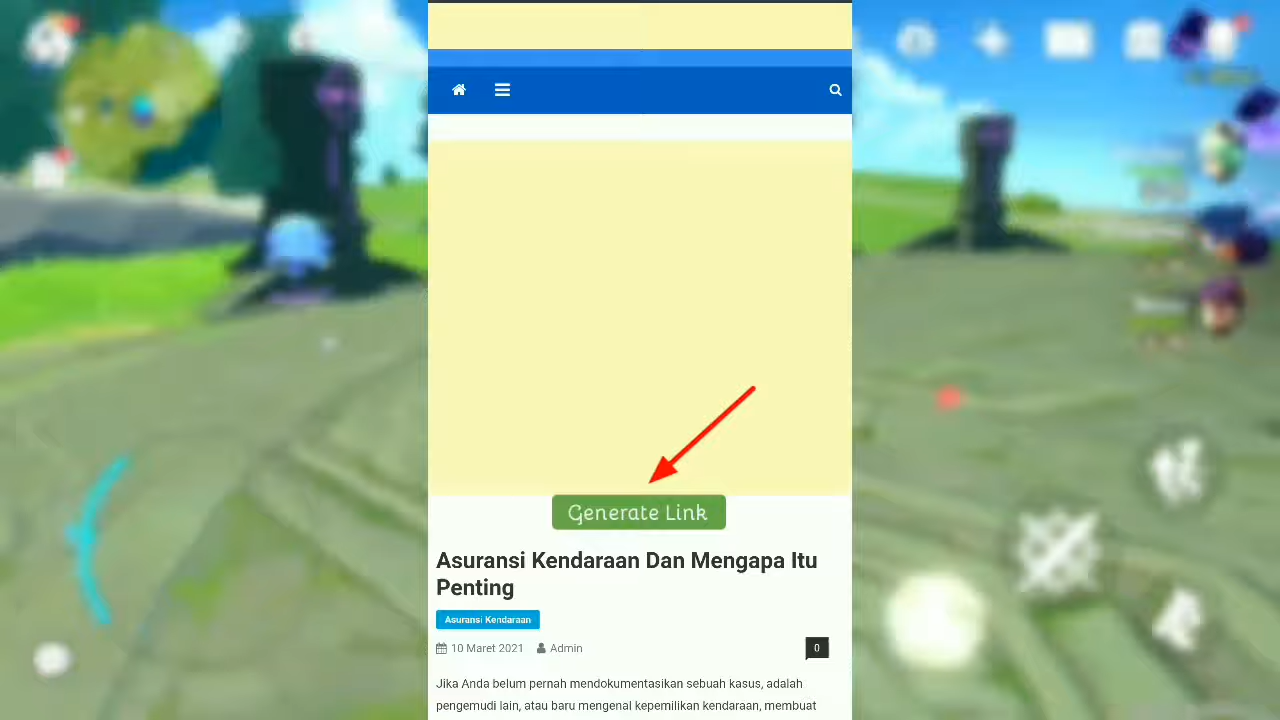 Generate Link
Asuransi Kendaraan Dan Mengapa Itu
Penting
Asuransi Kendaraan
10 Maret 2021 Admin 0
Jika Anda belum pernah mendokumentasikan sebuah kasus, adalah
pengemudi lain, atau baru mengenal kepemilikan kendaraan, membuat